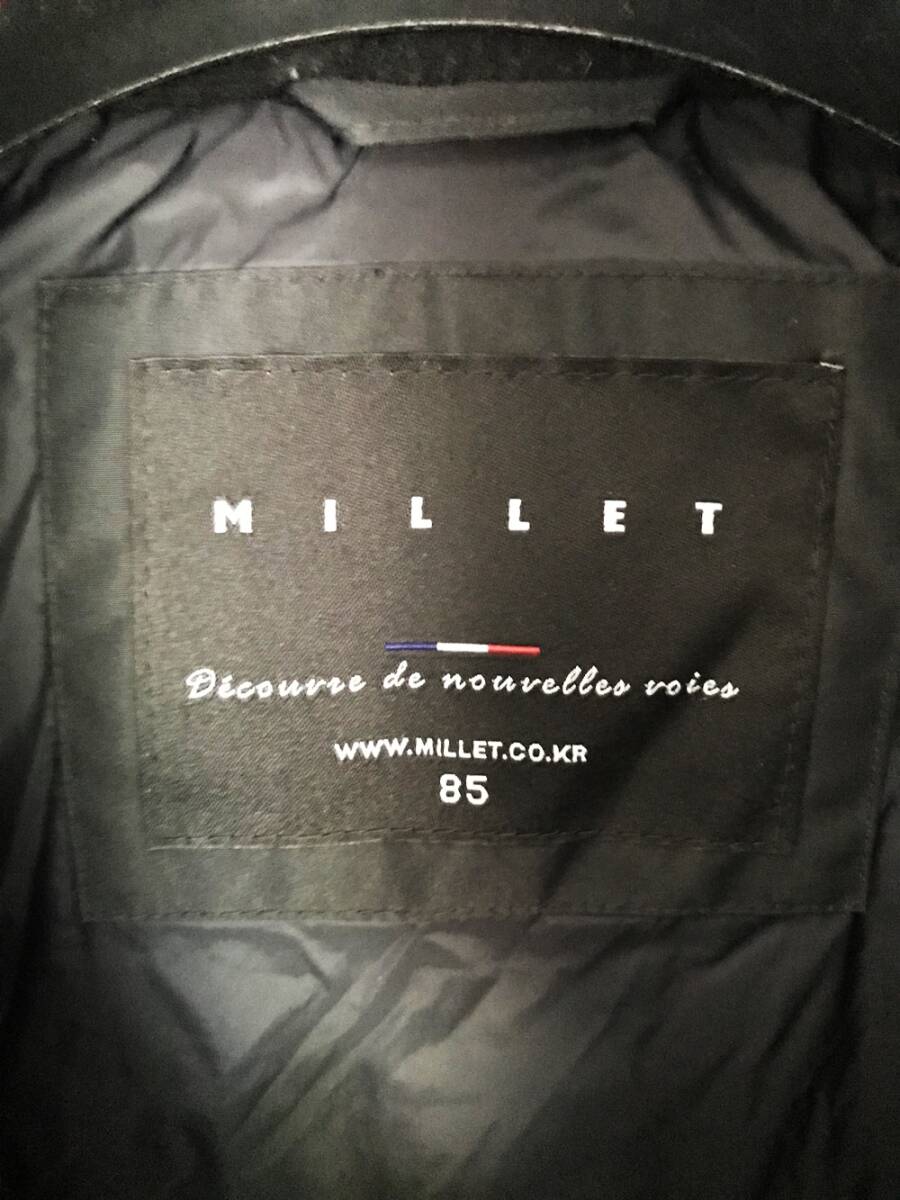 MILLET
Découvre de nouvelles voies
WWW.MILLET.CO.KR
85